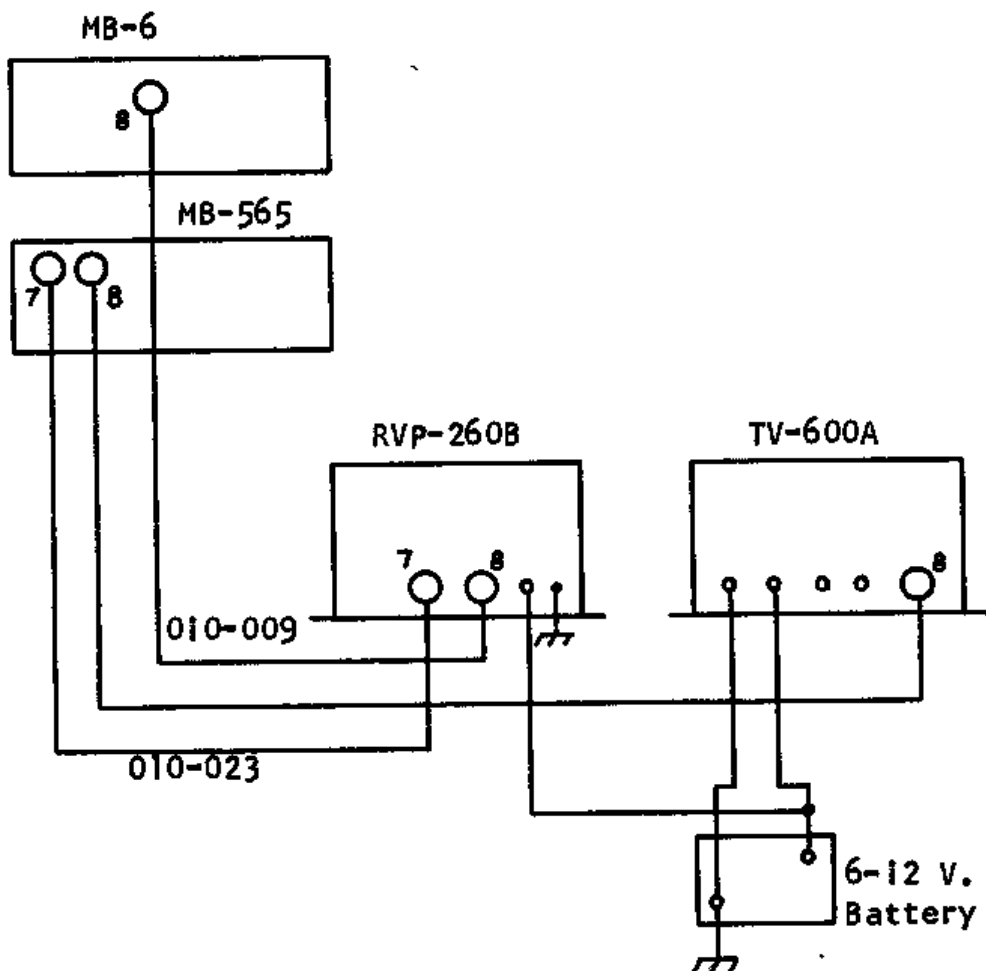 MB-6
8
MB-565
7 8
RVP-260B
TV-600A
7 8
8
010-009
010-023
6-12 V.
Battery